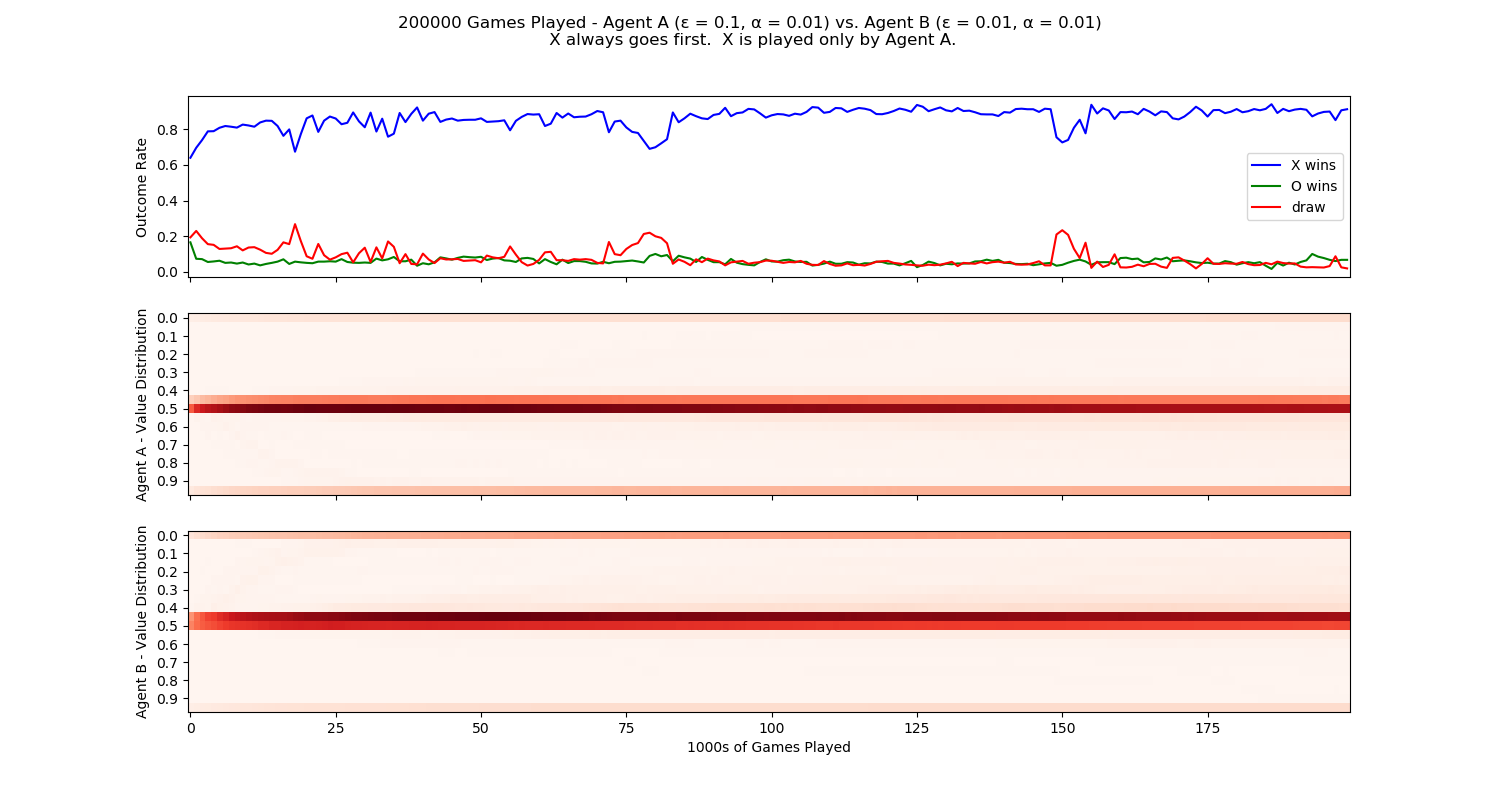 200000 Games Played - Agent A (ε = 0.1, α = 0.01) vs. Agent B (ε = 0.01, α = 0.01)
X always goes first.  X is played only by Agent A.
Outcome Rate
0.8
0.6
0.4
0.2
0.0
X wins
O wins
draw
Agent A - Value Distribution
0.0
0.1
0.2
0.3
0.4
0.5
0.6
0.7
0.8
0.9
Agent B - Value Distribution
0.0
0.1
0.2
0.3
0.4
0.5
0.6
0.7
0.8
0.9
0 25 50 75 100 125 150 175
1000s of Games Played